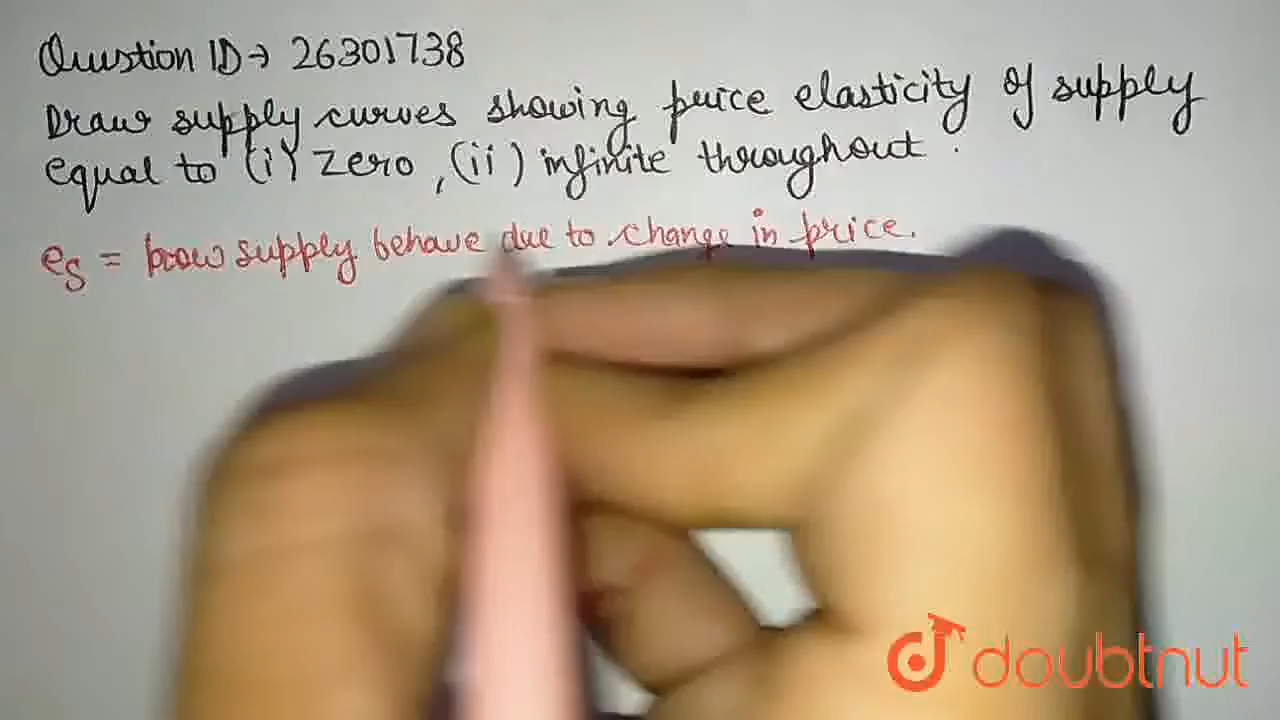 Question ID → 26301738
Draw supply curves showing price elasticity of supply
equal to (i) Zero, (ii) infinite throughout.
es = how supply behave due to change in price.
doubtnut